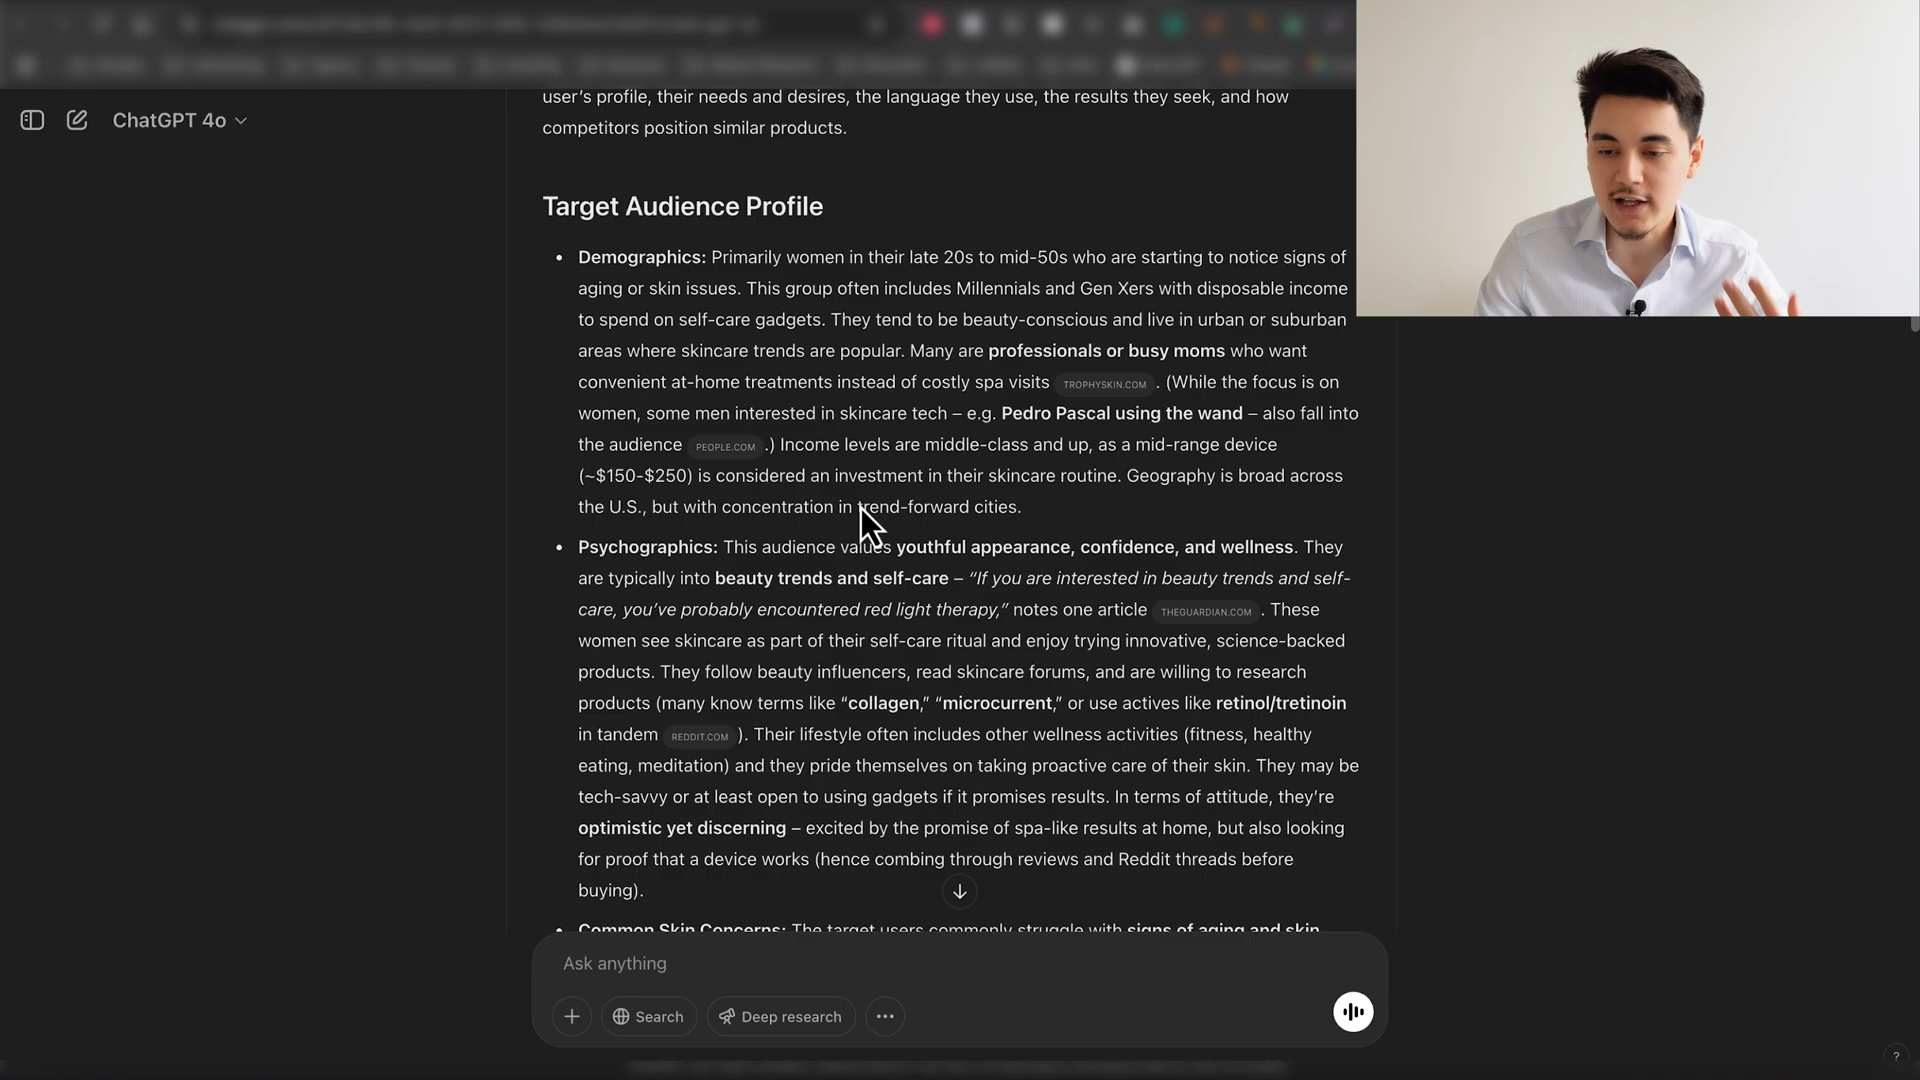 ChatGPT 4o
user’s profile, their needs and desires, the language they use, the results they seek, and how
competitors position similar products.
Target Audience Profile
• Demographics: Primarily women in their late 20s to mid-50s who are starting to notice signs of
aging or skin issues. This group often includes Millennials and Gen Xers with disposable income
to spend on self-care gadgets. They tend to be beauty-conscious and live in urban or suburban
areas where skincare trends are popular. Many are professionals or busy moms who want
convenient at-home treatments instead of costly spa visits TROPHYSKIN.COM . (While the focus is on
women, some men interested in skincare tech – e.g. Pedro Pascal using the wand – also fall into
the audience PEOPLE.COM .) Income levels are middle-class and up, as a mid-range device
(~$150-$250) is considered an investment in their skincare routine. Geography is broad across
the U.S., but with concentration in trend-forward cities.
• Psychographics: This audience values youthful appearance, confidence, and wellness. They
are typically into beauty trends and self-care – “If you are interested in beauty trends and self-
care, you’ve probably encountered red light therapy,” notes one article THEGUARDIAN.COM . These
women see skincare as part of their self-care ritual and enjoy trying innovative, science-backed
products. They follow beauty influencers, read skincare forums, and are willing to research
products (many know terms like “collagen,” “microcurrent,” or use actives like retinol/tretinoin
in tandem REDDIT.COM ). Their lifestyle often includes other wellness activities (fitness, healthy
eating, meditation) and they pride themselves on taking proactive care of their skin. They may be
tech-savvy or at least open to using gadgets if it promises results. In terms of attitude, they’re
optimistic yet discerning – excited by the promise of spa-like results at home, but also looking
for proof that a device works (hence combing through reviews and Reddit threads before
buying).
• Common Skin Concerns: The target users commonly struggle with signs of aging and skin
Ask anything
Search Deep research
?